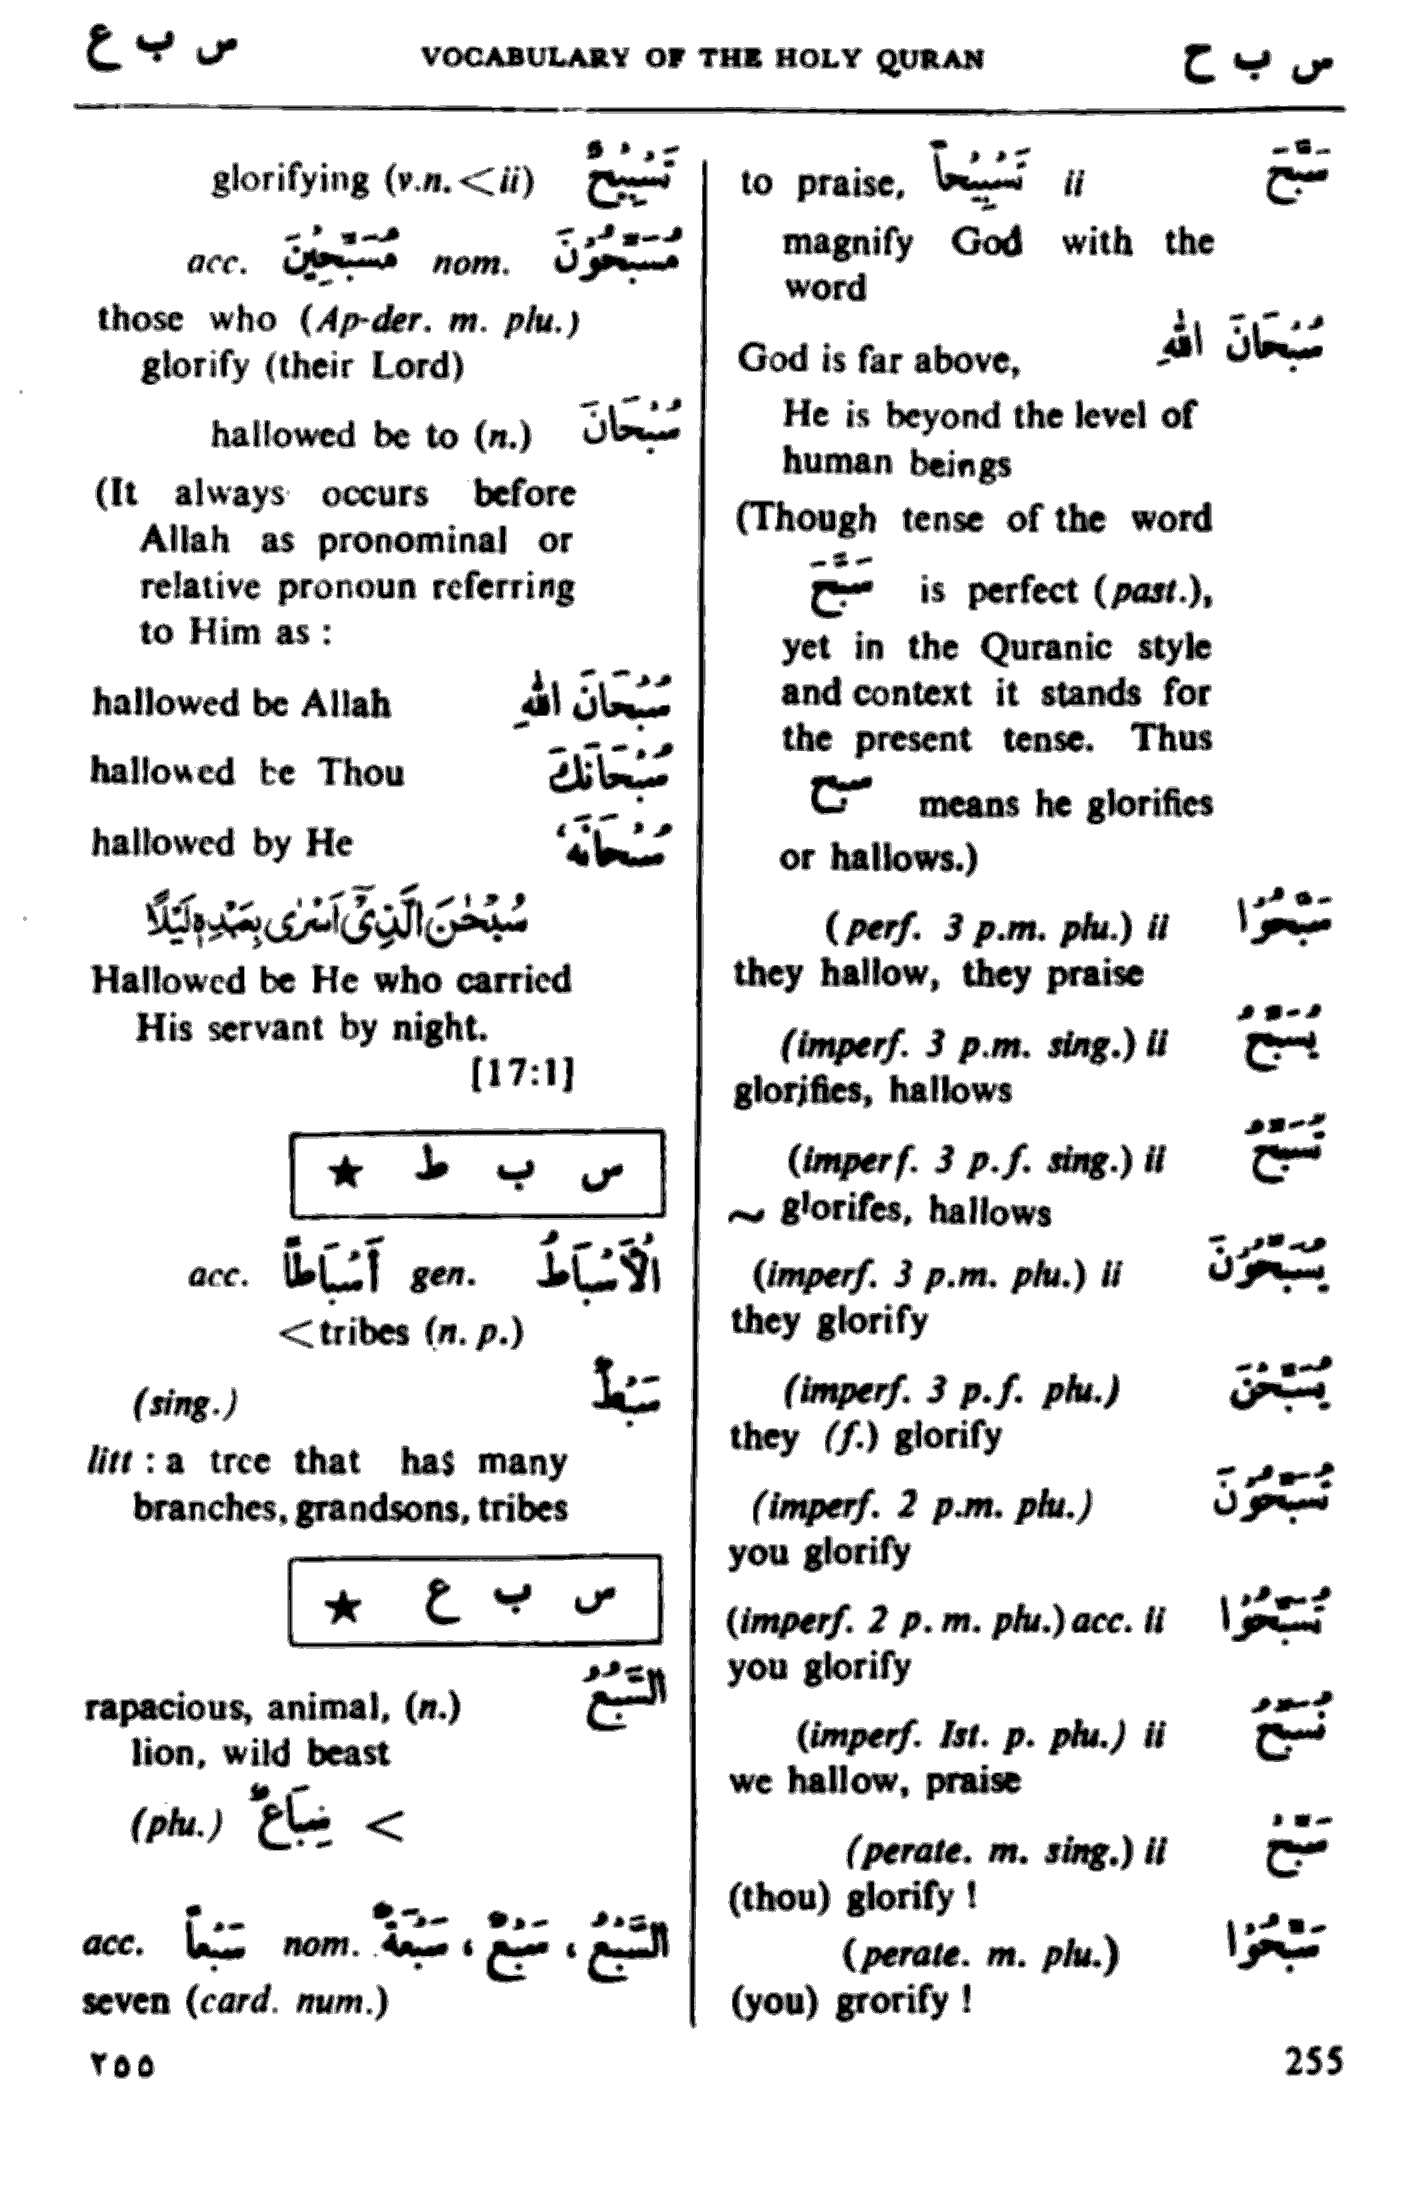 س ب ع VOCABULARY OF THE HOLY QURAN س ب ح
to praise, تَسْبِيْحاً ii سَبَّحَ
magnify God with the
word
God is far above, سُبْحَانَ اللهِ
He is beyond the level of
human beings
(Though tense of the word
سَبَّحَ is perfect (past.),
yet in the Quranic style
and context it stands for
the present tense. Thus
سبح means he glorifies
or hallows.)
(perf. 3 p.m. plu.) ii سَبَّحُوْا
they hallow, they praise
(imperf. 3 p.m. sing.) ii يُسَبِّحُ
glorifies, hallows
(imperf. 3 p.f. sing.) ii تُسَبِّحُ
~ glorifes, hallows
(imperf. 3 p.m. plu.) ii يُسَبِّحُوْنَ
they glorify
(imperf. 3 p.f. plu.) يُسَبِّحْنَ
they (f.) glorify
(imperf. 2 p.m. plu.) تُسَبِّحُوْنَ
you glorify
(imperf. 2 p. m. plu.) acc. ii تُسَبِّحُوْا
you glorify
(imperf. Ist. p. plu.) ii نُسَبِّحُ
we hallow, praise
(perate. m. sing.) ii سَبِّحْ
(thou) glorify !
(perate. m. plu.) سَبِّحُوْا
(you) grorify !
glorifying (v.n.<ii) تَسْبِيْحٌ
acc. مُسَبِّحِيْنَ nom. مُسَبِّحُوْنَ
those who (Ap-der. m. plu.)
glorify (their Lord)
hallowed be to (n.) سُبْحَانَ
(It always occurs before
Allah as pronominal or
relative pronoun referring
to Him as :
hallowed be Allah سُبْحَانَ اللهِ
hallowed be Thou سُبْحَانَكَ
hallowed by He سُبْحَانَهُ
سُبْحٰنَ الَّذِيْٓ اَسْرٰى بِعَبْدِهٖ لَيْلًا
Hallowed be He who carried
His servant by night.
[17:1]
★ س ب ط
acc. أَسْبَاطاً gen. الْأَسْبَاطُ
<tribes (n. p.)
(sing.) سَبْطٌ
litt : a tree that has many
branches, grandsons, tribes
★ س ب ع
rapacious, animal, (n.) السَّبُعُ
lion, wild beast
(plu.) سِبَاعٌ <
acc. سَبْعاً nom. السَّبْعُ ، سَبْعٌ ، سَبْعَةٌ
seven (card. num.)
٢٥٥ 255